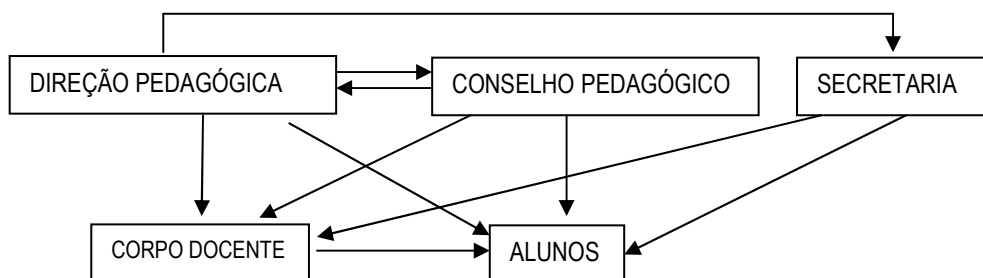 DIREÇÃO PEDAGÓGICA
CONSELHO PEDAGÓGICO
SECRETARIA
CORPO DOCENTE
ALUNOS